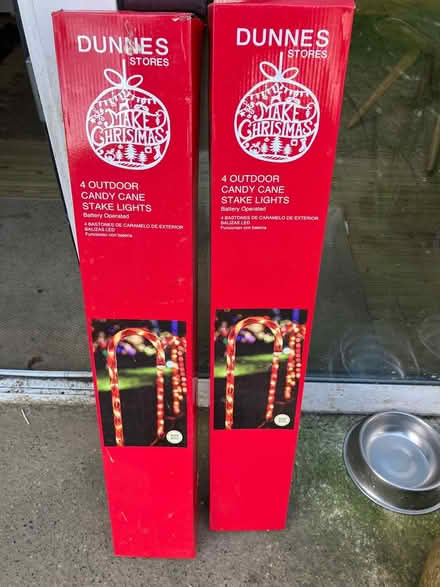 DUNNES
STORES
MAKE
CHRISTMAS
4 OUTDOOR
CANDY CANE
STAKE LIGHTS
Battery Operated
4 BASTONES DE CARAMELO DE EXTERIOR
BALIZAS LED
Funcionan con batería
DUNNES
STORES
MAKE
CHRISTMAS
4 OUTDOOR
CANDY CANE
STAKE LIGHTS
Battery Operated
4 BASTONES DE CARAMELO DE EXTERIOR
BALIZAS LED
Funcionan con batería